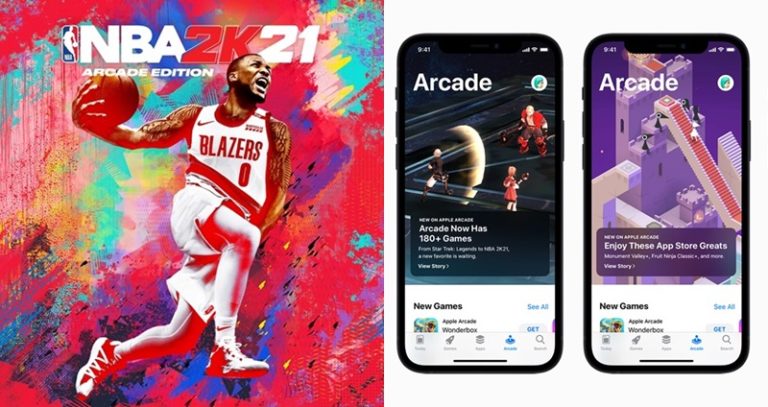 NBA 2K21
NBA
ARCADE EDITION
BLAZERS
0
9:41
Arcade
NEW ON APPLE ARCADE
Arcade Now Has
180+ Games
From Star Trek: Legends to NBA 2K21,
a new favorite is waiting.
View Story >
New Games
See All
Apple Arcade
Wonderbox
GET
Today
Games
Apps
Arcade
Search
9:41
Arcade
NEW ON APPLE ARCADE
Enjoy These App Store Greats
Monument Valley+, Fruit Ninja Classic+, and more.
View Story >
New Games
See All
Apple Arcade
Wonderbox
GET
Today
Games
Apps
Arcade
Search